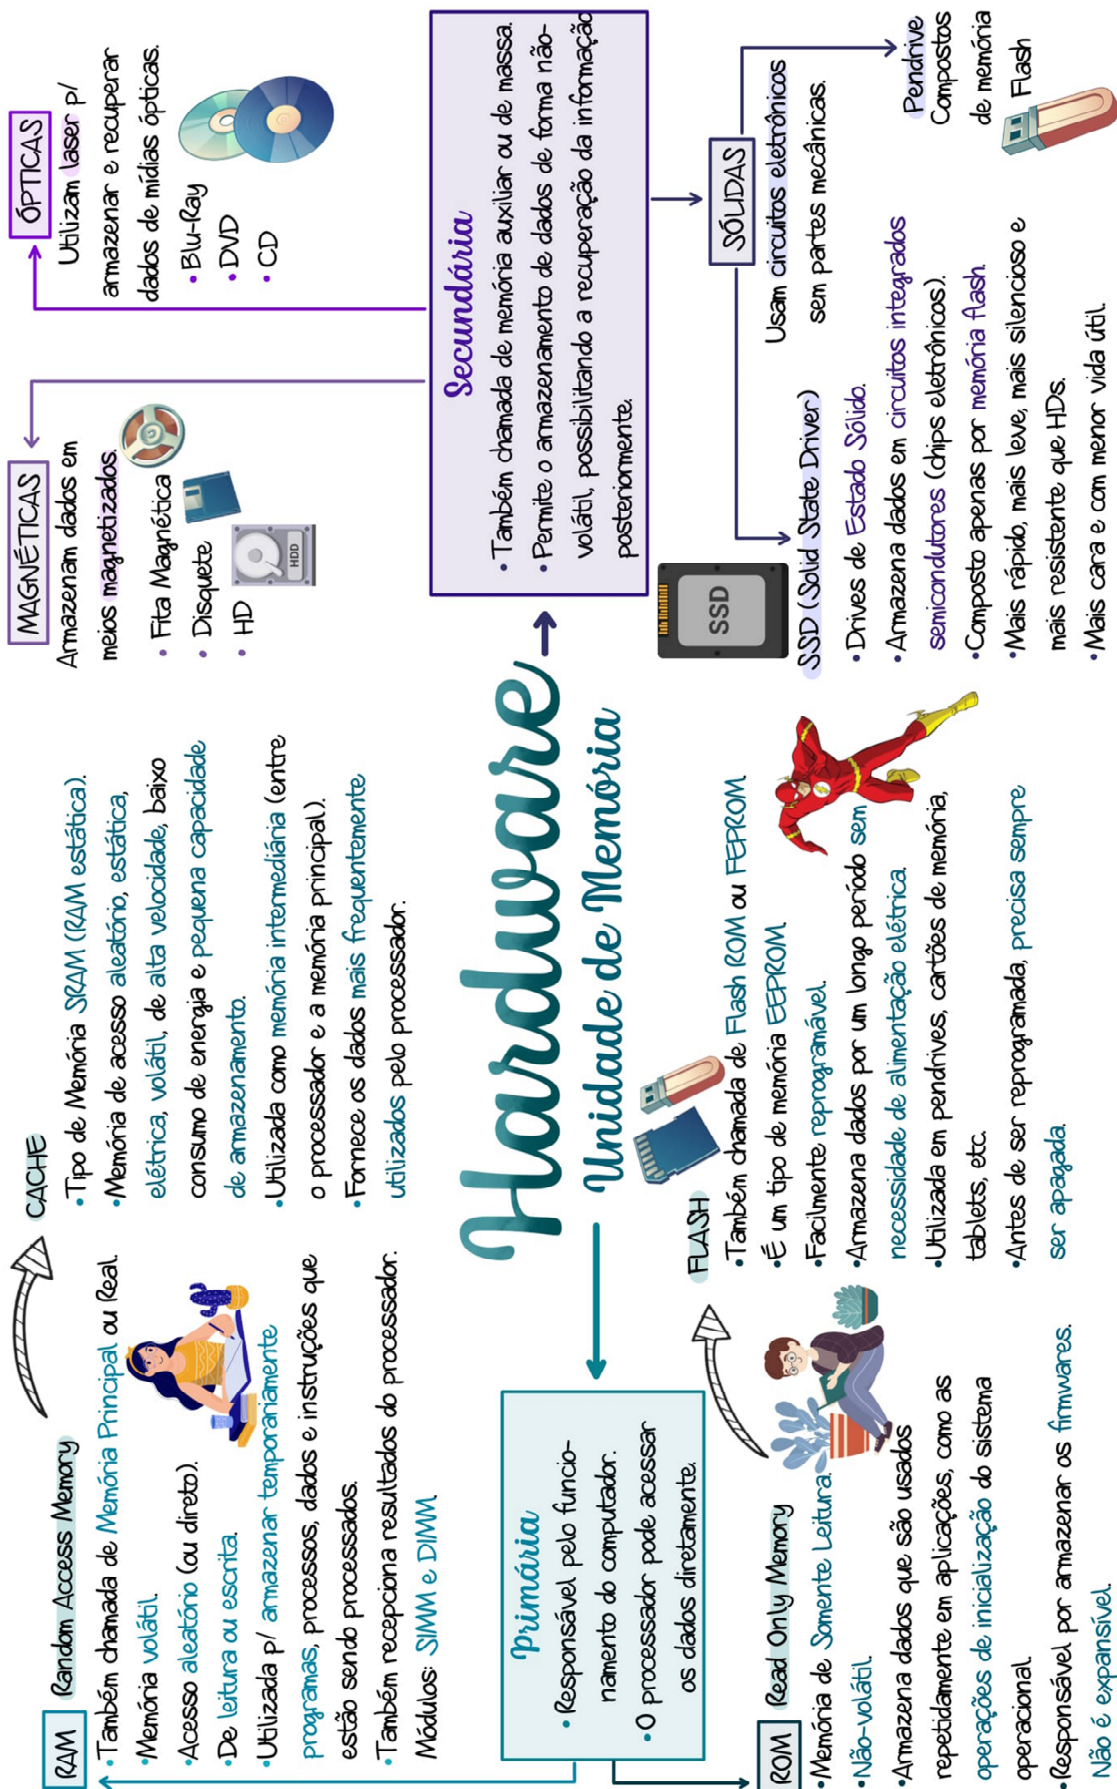 Hardware
Unidade de Memória
Primária
• Responsável pelo funcio-
namento do computador.
• O processador pode acessar
os dados diretamente.
RAM Random Access Memory
• Também chamada de Memória Principal ou Real.
• Memória volátil.
• Acesso aleatório (ou direto).
• De leitura ou escrita.
• Utilizada p/ armazenar temporariamente
programas, processos, dados e instruções que
estão sendo processados.
• Também recepciona resultados do processador.
Módulos: SIMM e DIMM.
CACHE
• Tipo de Memória SRAM (RAM estática).
• Memória de acesso aleatório, estática,
elétrica, volátil, de alta velocidade, baixo
consumo de energia e pequena capacidade
de armazenamento.
• Utilizada como memória intermediária (entre
o processador e a memória principal).
• Fornece os dados mais frequentemente
utilizados pelo processador.
ROM Read Only Memory
• Memória de Somente Leitura.
• Não-volátil.
• Armazena dados que são usados
repetidamente em aplicações, como as
operações de inicialização do sistema
operacional.
• Responsável por armazenar os firmwares.
Não é expansível.
FLASH
• Também chamada de Flash ROM ou FEPROM.
• É um tipo de memória EEPROM.
• Facilmente reprogramável.
• Armazena dados por um longo período sem
necessidade de alimentação elétrica.
• Utilizada em pendrives, cartões de memória,
tablets, etc.
• Antes de ser reprogramada, precisa sempre
ser apagada.
Secundária
• Também chamada de memória auxiliar ou de massa.
• Permite o armazenamento de dados de forma não-
volátil, possibilitando a recuperação da informação
posteriormente.
MAGNÉTICAS
Armazenam dados em
meios magnetizados.
• Fita Magnética
• Disquete
• HD
HDD
ÓPTICAS
Utilizam laser p/
armazenar e recuperar
dados de mídias ópticas.
• Blu-Ray
• DVD
• CD
SÓLIDAS
Usam circuitos eletrônicos
sem partes mecânicas.
SSD
SSD (Solid State Driver)
• Drives de Estado Sólido.
• Armazena dados em circuitos integrados
semicondutores (chips eletrônicos).
• Composto apenas por memória flash.
• Mais rápido, mais leve, mais silencioso e
mais resistente que HDs.
• Mais cara e com menor vida útil.
Pendrive
Compostos
de memória
Flash